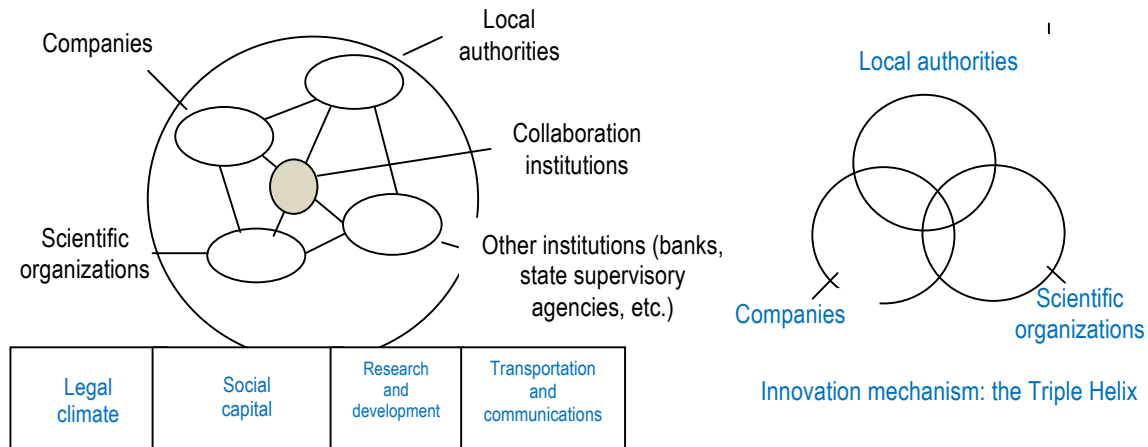 Companies
Local
authorities
Collaboration
institutions
Scientific
organizations
Other institutions (banks,
state supervisory
agencies, etc.)
Legal
climate
Social
capital
Research
and
development
Transportation
and
communications
Local authorities
Companies
Scientific
organizations
Innovation mechanism: the Triple Helix